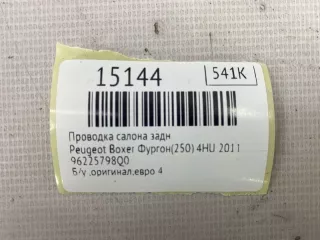 15144 541K
Проводка салона задн
Peugeot Boxer Фургон(250) 4HU 2011
96225798Q0
Б/у ,оригинал,евро 4